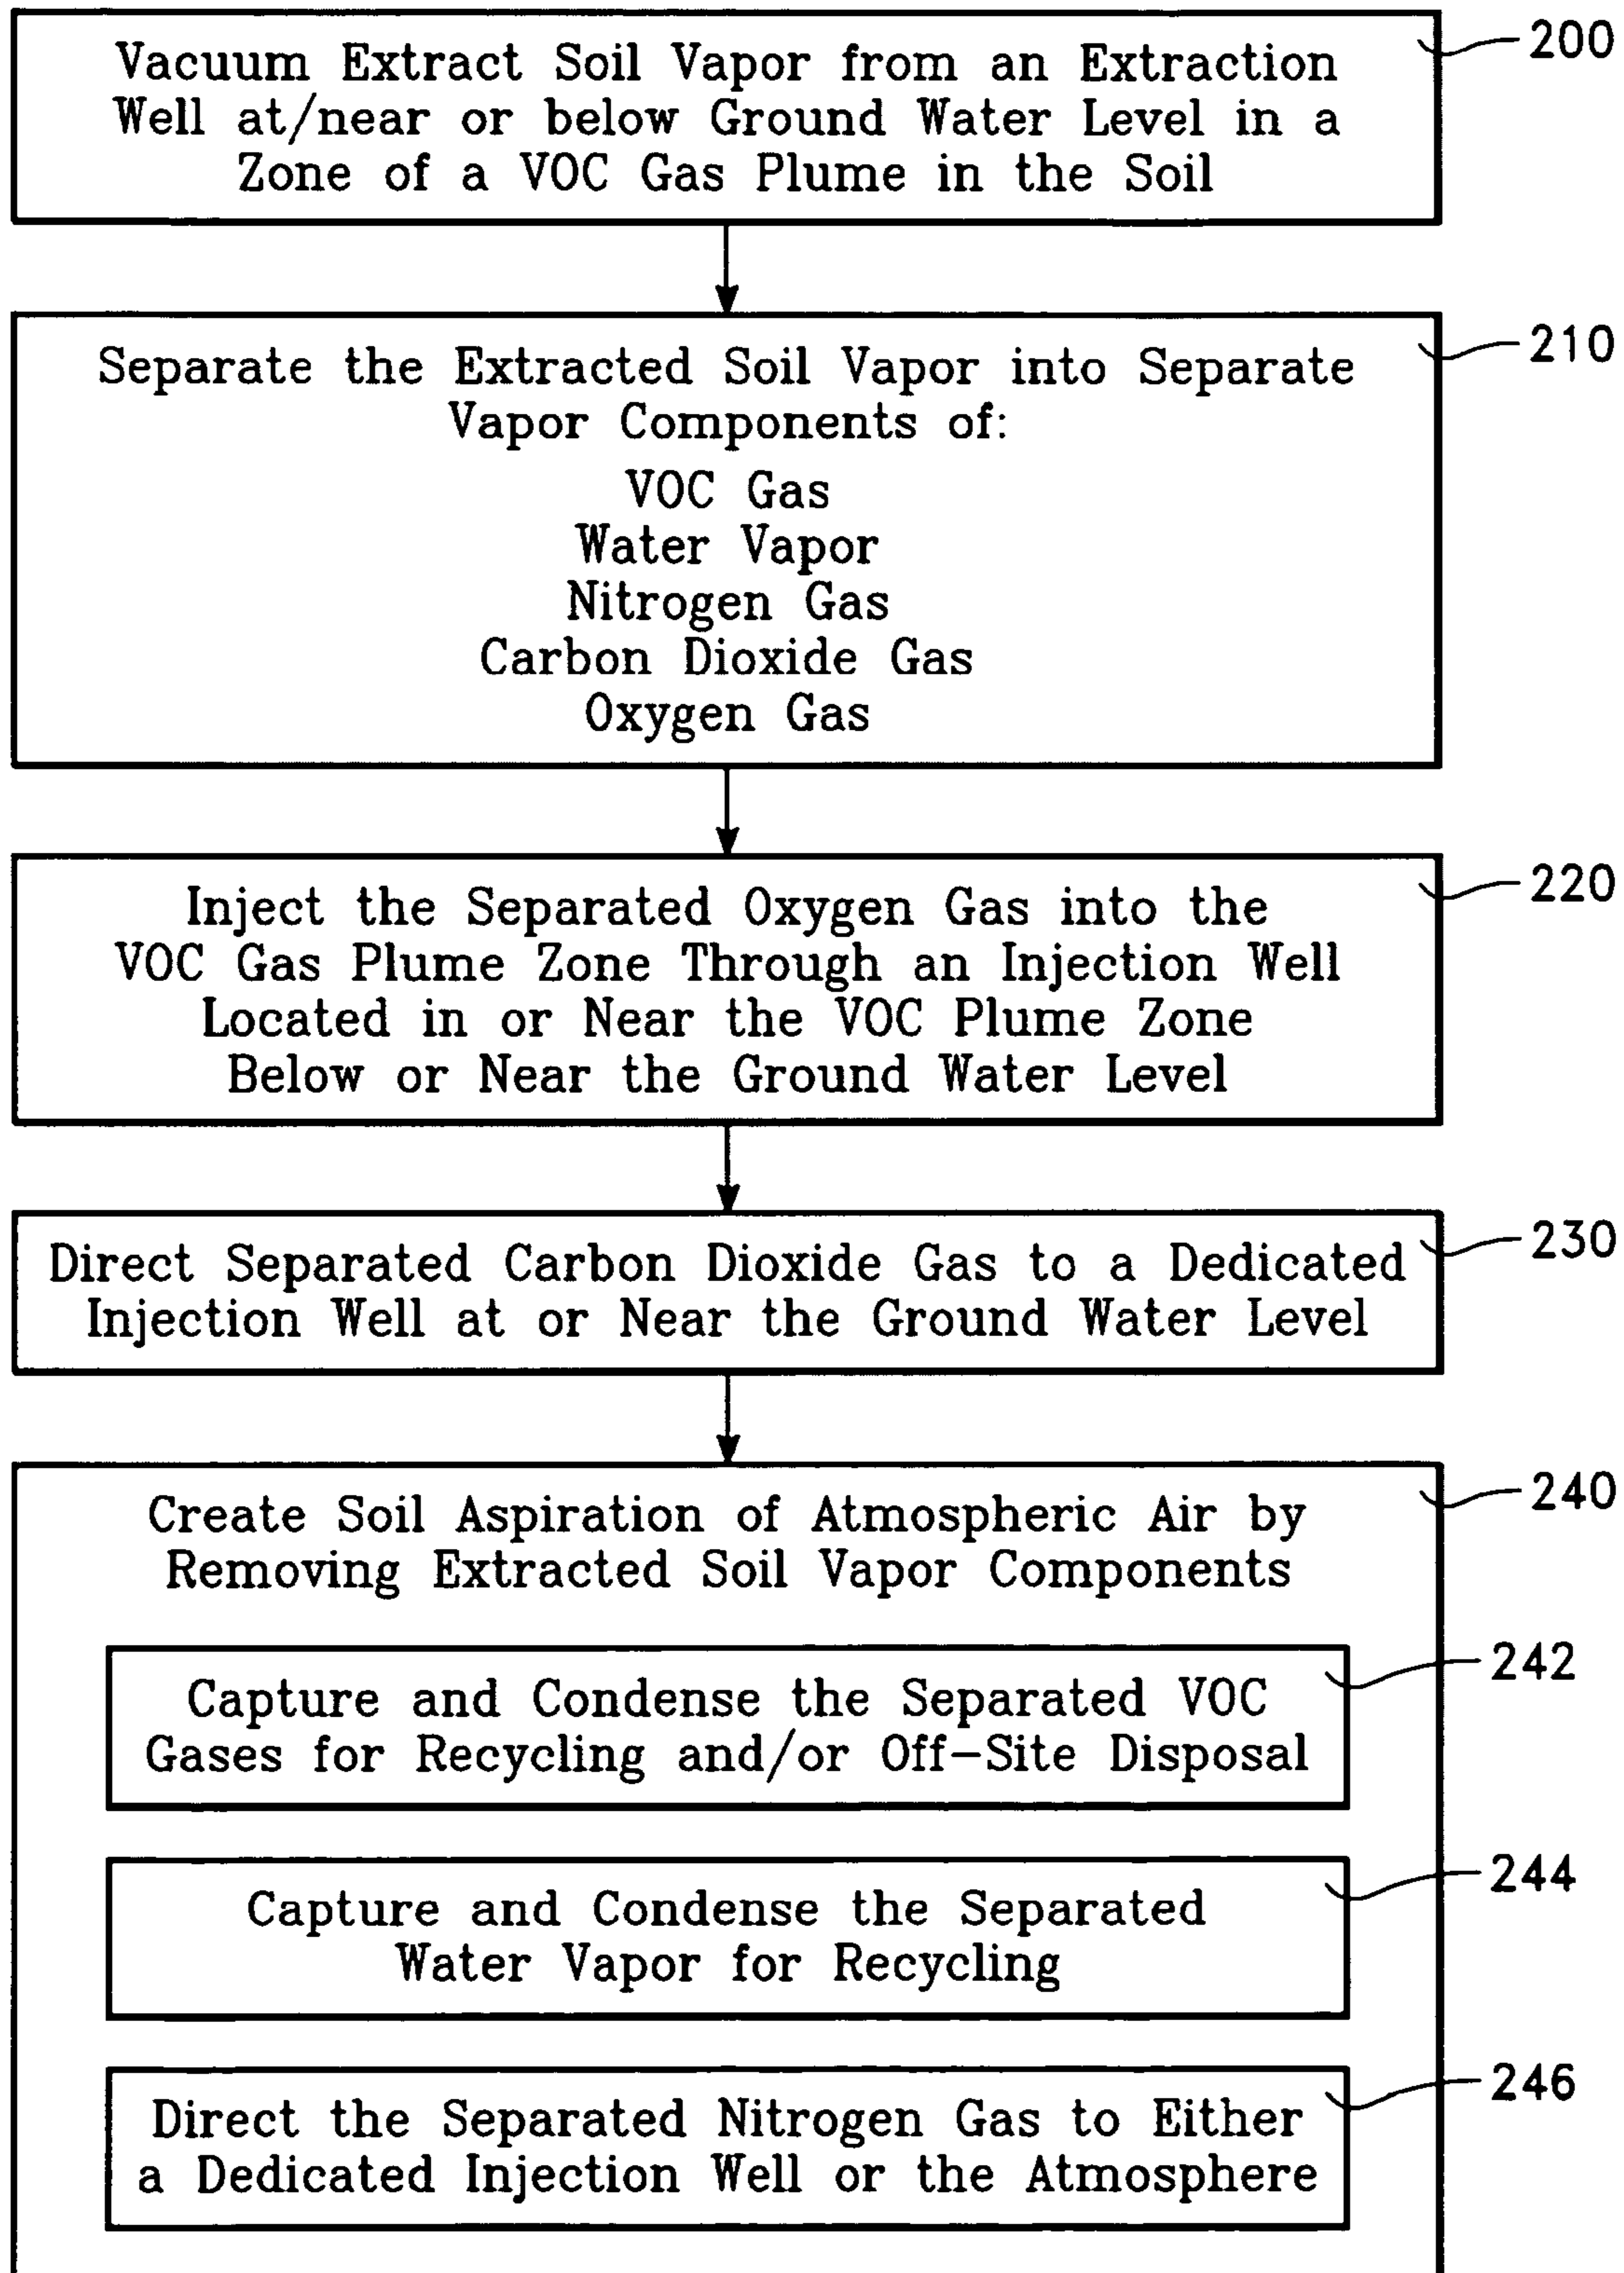 Vacuum Extract Soil Vapor from an Extraction
Well at/near or below Ground Water Level in a
Zone of a VOC Gas Plume in the Soil
200
Separate the Extracted Soil Vapor into Separate
Vapor Components of:
VOC Gas
Water Vapor
Nitrogen Gas
Carbon Dioxide Gas
Oxygen Gas
210
Inject the Separated Oxygen Gas into the
VOC Gas Plume Zone Through an Injection Well
Located in or Near the VOC Plume Zone
Below or Near the Ground Water Level
220
Direct Separated Carbon Dioxide Gas to a Dedicated
Injection Well at or Near the Ground Water Level
230
Create Soil Aspiration of Atmospheric Air by
Removing Extracted Soil Vapor Components
240
Capture and Condense the Separated VOC
Gases for Recycling and/or Off-Site Disposal
242
Capture and Condense the Separated
Water Vapor for Recycling
244
Direct the Separated Nitrogen Gas to Either
a Dedicated Injection Well or the Atmosphere
246